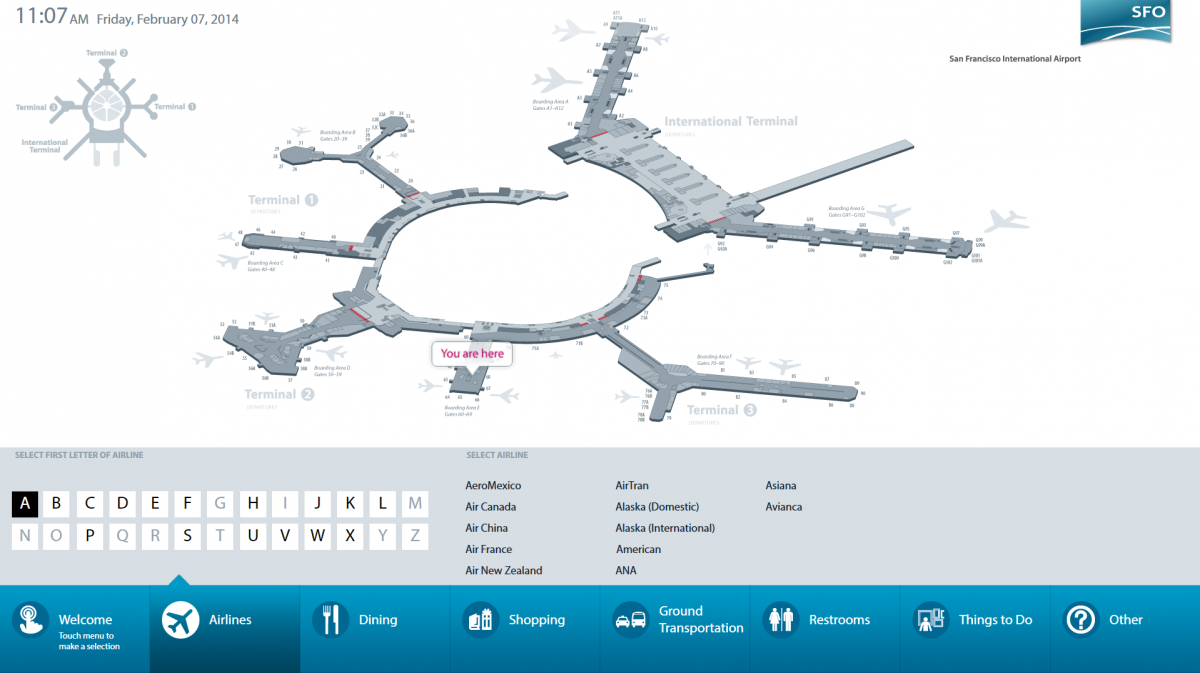 11:07 AM Friday, February 07, 2014
SFO
San Francisco International Airport
Terminal 2
Terminal 3
Terminal 1
International
Terminal
Boarding Area A
Gates A1-A12
International Terminal
DEPARTURES
Boarding Area B
Gates 20-39
Terminal 1
DEPARTURES
Boarding Area G
Gates G91-G102
Boarding Area C
Gates 40-48
You are here
Boarding Area D
Gates 50-59
Terminal 2
DEPARTURES
Boarding Area E
Gates 60-69
Boarding Area F
Gates 70-90
Terminal 3
DEPARTURES
SELECT FIRST LETTER OF AIRLINE
A B C D E F G H I J K L M
N O P Q R S T U V W X Y Z
SELECT AIRLINE
AeroMexico
Air Canada
Air China
Air France
Air New Zealand
AirTran
Alaska (Domestic)
Alaska (International)
American
ANA
Asiana
Avianca
Welcome
Touch menu to
make a selection
Airlines
Dining
Shopping
Ground
Transportation
Restrooms
Things to Do
Other